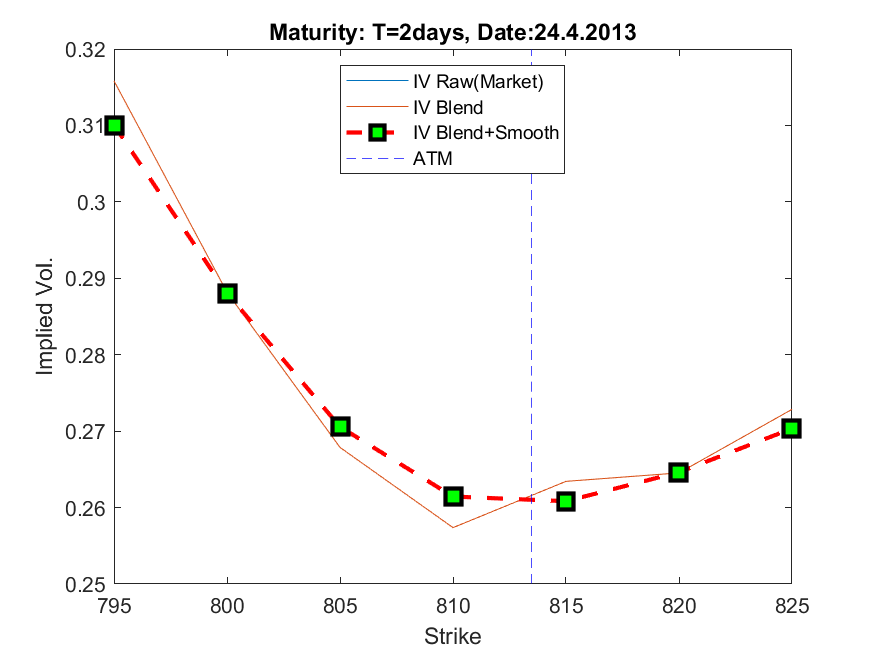 Maturity: T=2days, Date:24.4.2013
0.32
0.31
0.3
0.29
0.28
0.27
0.26
0.25
Implied Vol.
IV Raw(Market)
IV Blend
IV Blend+Smooth
ATM
795 800 805 810 815 820 825
Strike